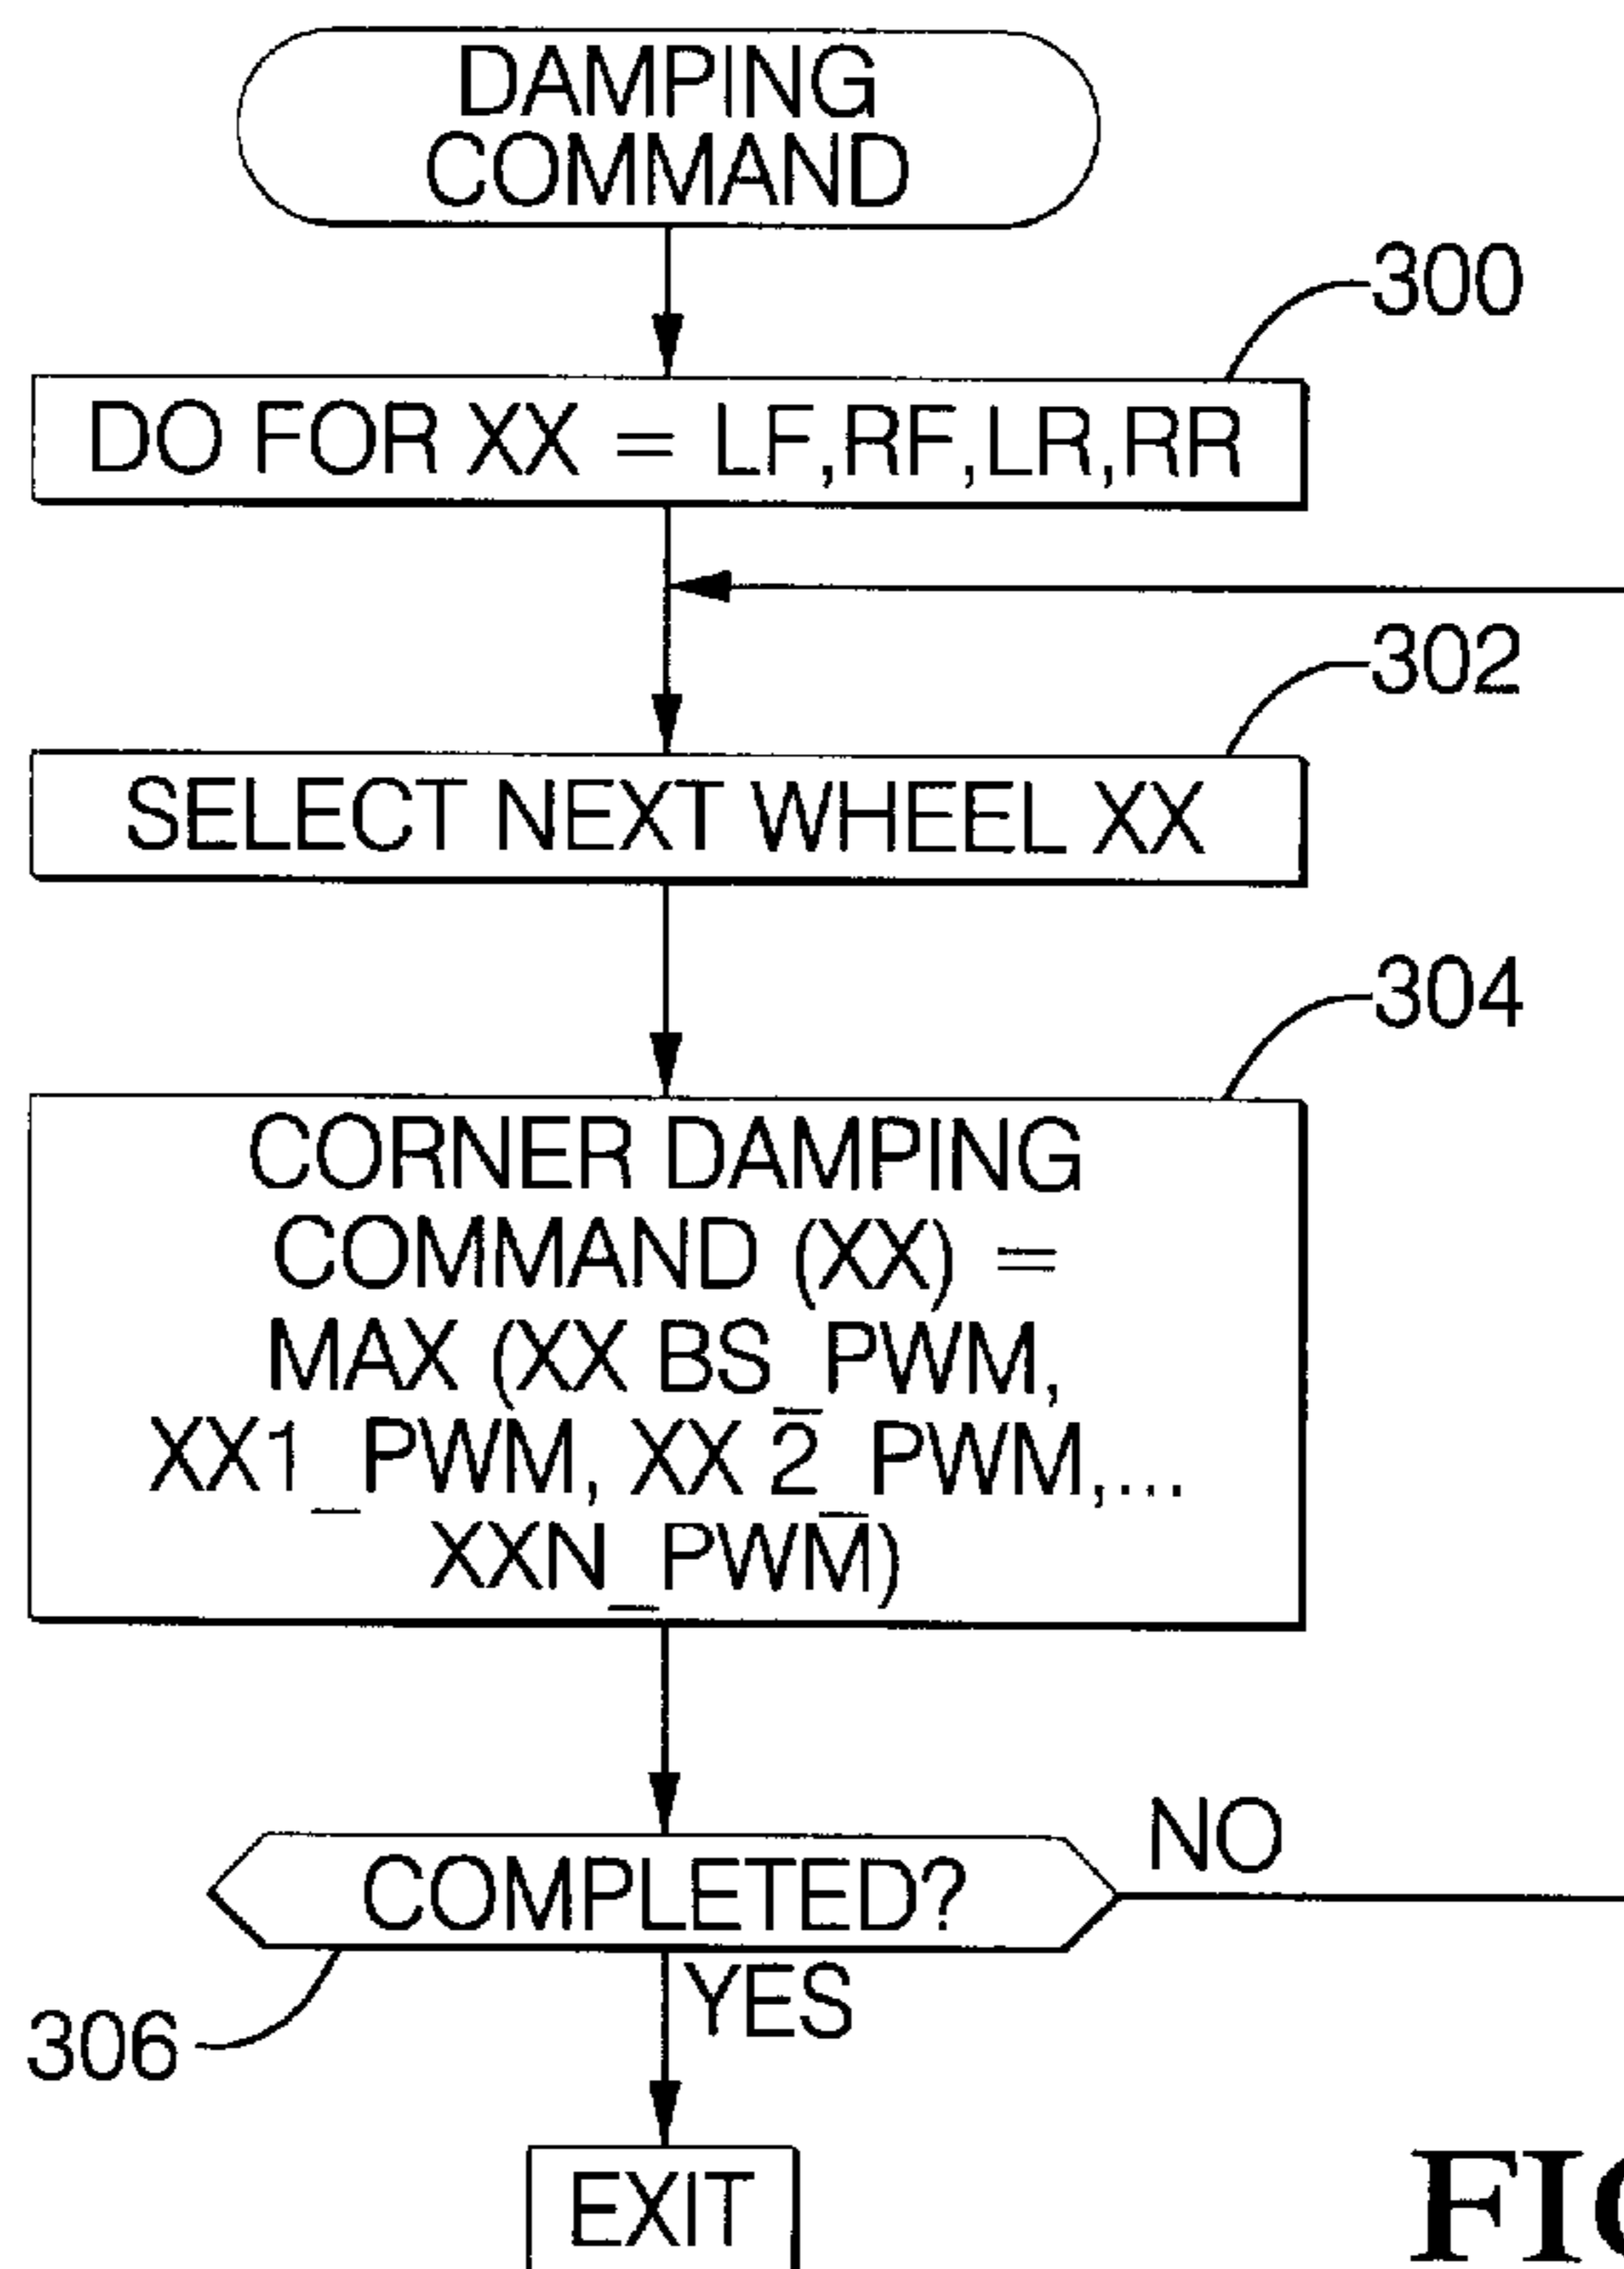 DAMPING
COMMAND
300
DO FOR XX = LF,RF,LR,RR
302
SELECT NEXT WHEEL XX
304
CORNER DAMPING
COMMAND (XX) =
MAX (XX BS_PWM,
XX1_PWM, XX 2_PWM,...
XXN_PWM)
COMPLETED?
NO
YES
306
EXIT